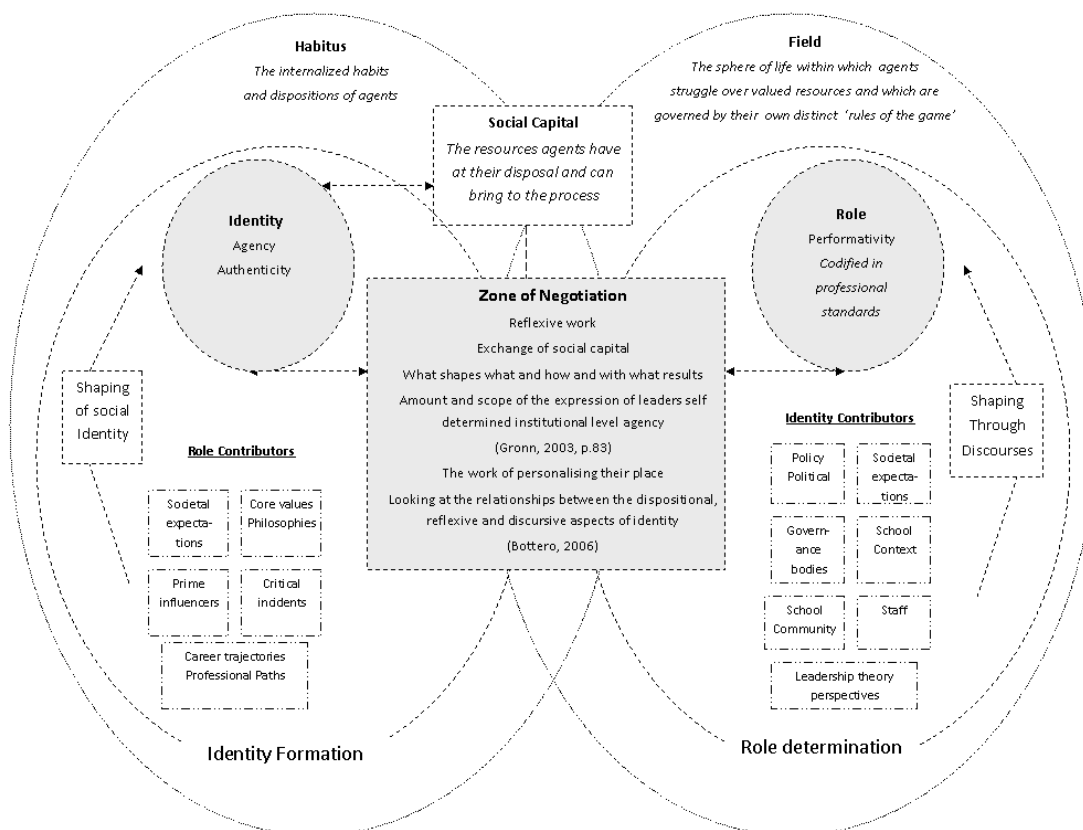 Habitus
The internalized habits
and dispositions of agents
Field
The sphere of life within which agents
struggle over valued resources and which are
governed by their own distinct ‘rules of the game’
Social Capital
The resources agents have
at their disposal and can
bring to the process
Identity
Agency
Authenticity
Role
Performativity
Codified in
professional
standards
Zone of Negotiation
Reflexive work
Exchange of social capital
What shapes what and how and with what results
Amount and scope of the expression of leaders self
determined institutional level agency
(Gronn, 2003, p.83)
The work of personalising their place
Looking at the relationships between the dispositional,
reflexive and discursive aspects of identity
(Bottero, 2006)
Shaping
of social
Identity
Role Contributors
Societal
expecta-
tions
Core values
Philosophies
Prime
influencers
Critical
incidents
Career trajectories
Professional Paths
Identity Formation
Shaping
Through
Discourses
Identity Contributors
Policy
Political
Societal
expecta-
tions
Govern-
ance
bodies
School
Context
School
Community
Staff
Leadership theory
perspectives
Role determination